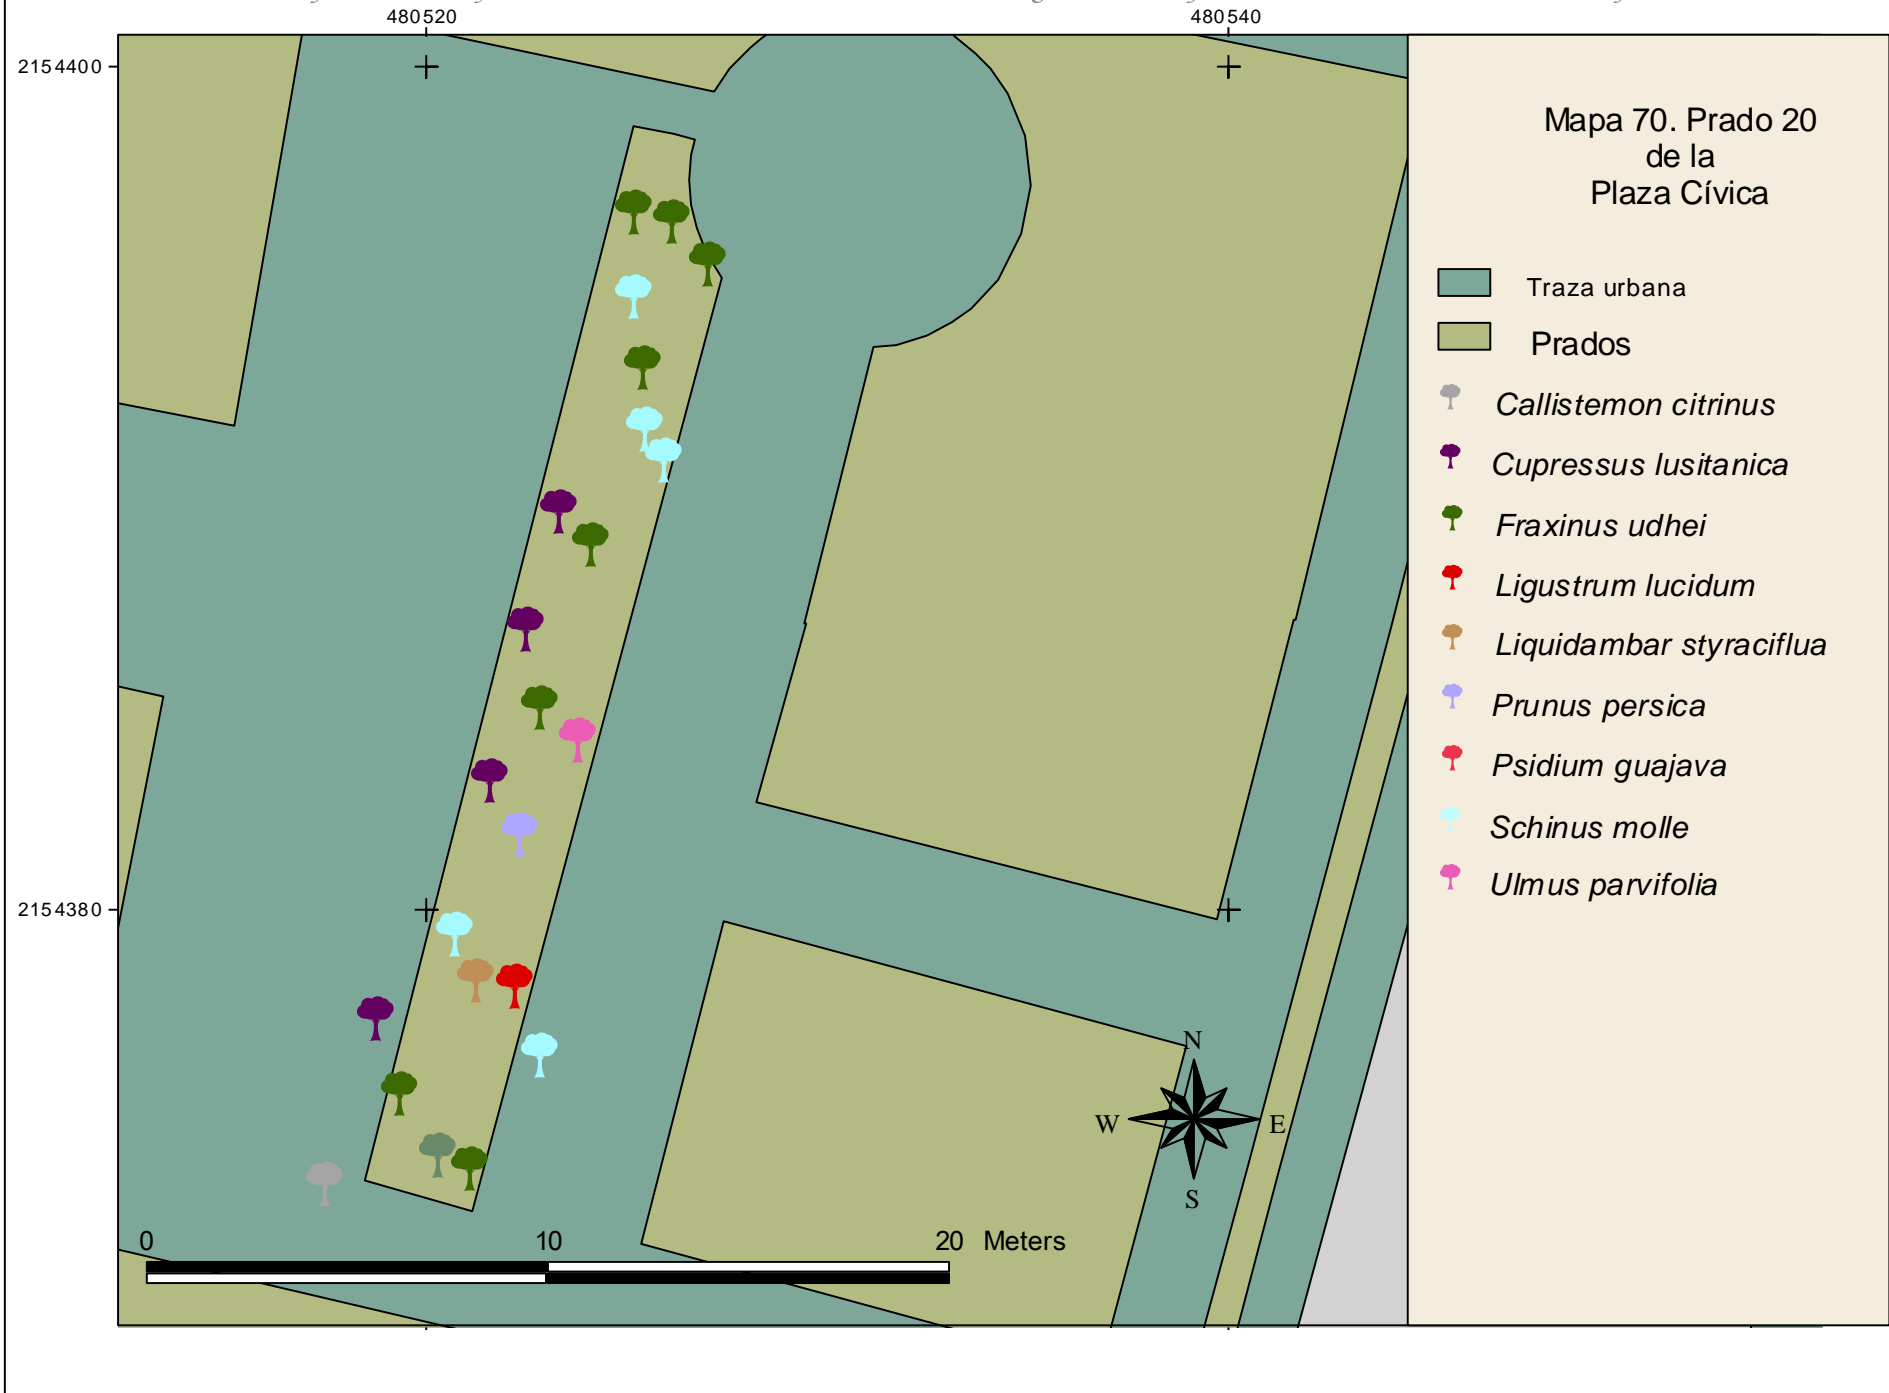 480520 480540
2154400
2154380
Mapa 70. Prado 20
de la
Plaza Cívica
Traza urbana
Prados
Callistemon citrinus
Cupressus lusitanica
Fraxinus udhei
Ligustrum lucidum
Liquidambar styraciflua
Prunus persica
Psidium guajava
Schinus molle
Ulmus parvifolia
N
W E
S
0 10 20 Meters